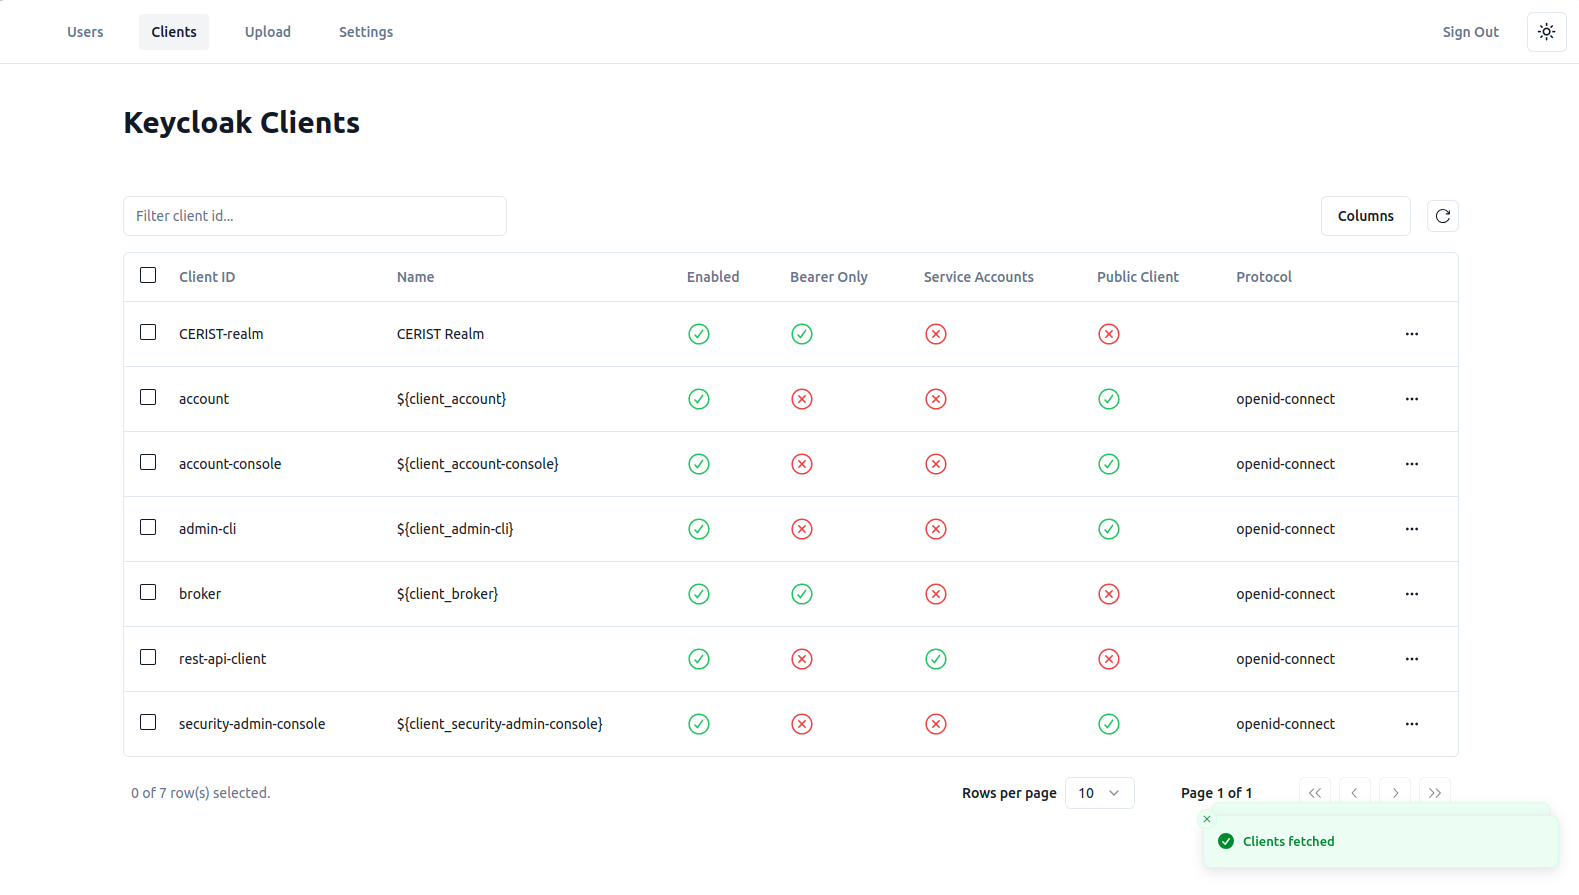 Users Clients Upload Settings Sign Out
Keycloak Clients
Filter client id... Columns
Client ID Name Enabled Bearer Only Service Accounts Public Client Protocol
CERIST-realm CERIST Realm
account ${client_account} openid-connect
account-console ${client_account-console} openid-connect
admin-cli ${client_admin-cli} openid-connect
broker ${client_broker} openid-connect
rest-api-client openid-connect
security-admin-console ${client_security-admin-console} openid-connect
0 of 7 row(s) selected. Rows per page 10 Page 1 of 1
Clients fetched